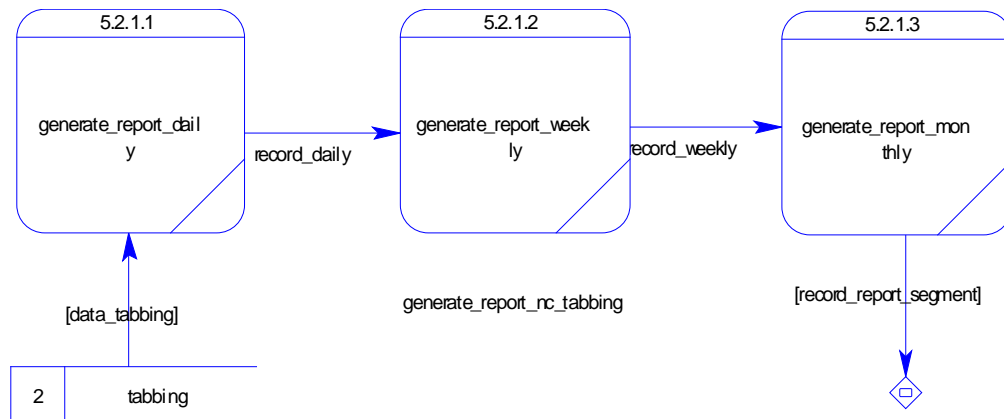 5.2.1.1
5.2.1.2
5.2.1.3
generate_report_dail
y
generate_report_week
ly
generate_report_mon
thly
record_daily
record_weekly
[data_tabbing]
generate_report_nc_tabbing
[record_report_segment]
2
tabbing